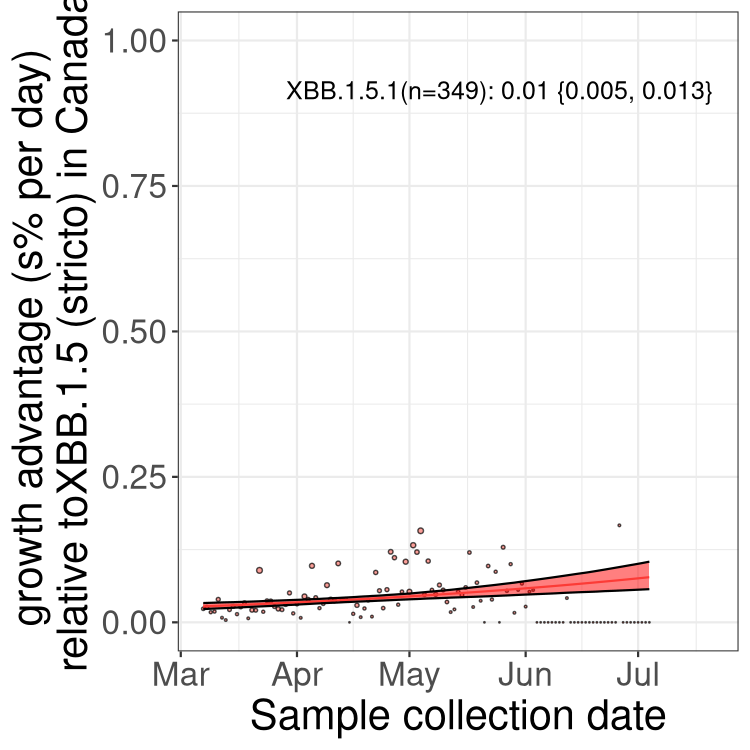 growth advantage (s% per day)
relative toXBB.1.5 (stricto) in Canada
1.00
0.75
0.50
0.25
0.00
XBB.1.5.1(n=349): 0.01 {0.005, 0.013}
Mar Apr May Jun Jul
Sample collection date